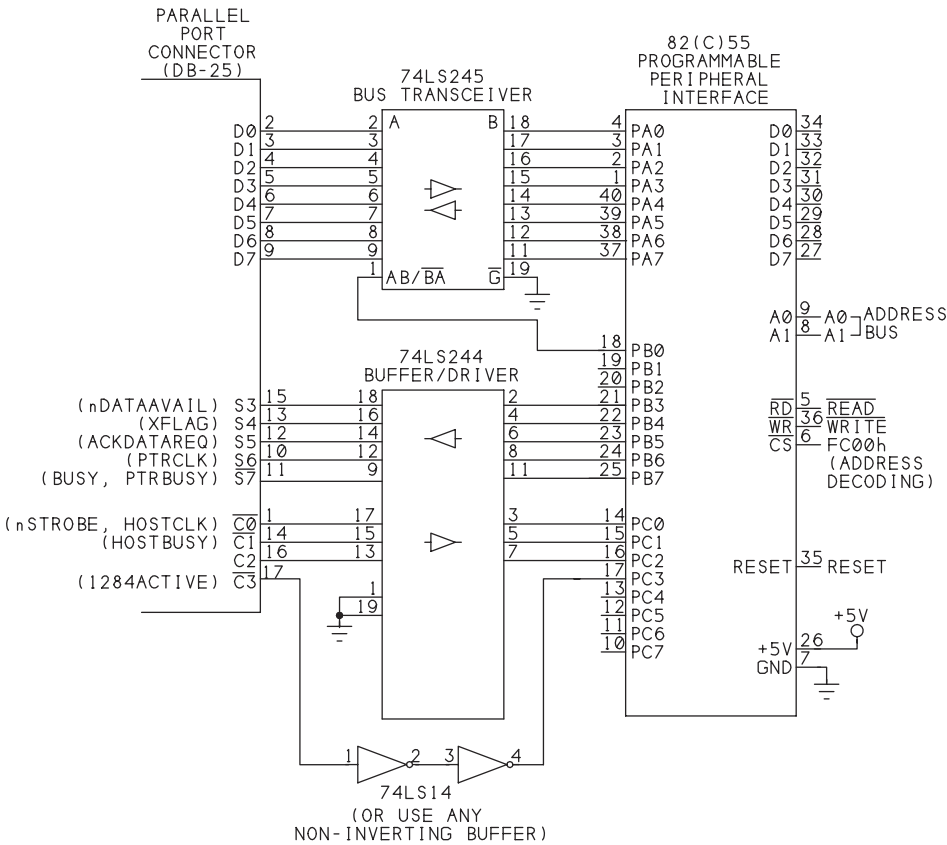 PARALLEL
PORT
CONNECTOR
(DB-25)
74LS245
BUS TRANSCEIVER
82(C)55
PROGRAMMABLE
PERIPHERAL
INTERFACE
A B
D0 2 2 18 4 PA0 D0 34
D1 3 3 17 3 PA1 D1 33
D2 4 4 16 2 PA2 D2 32
D3 5 5 15 1 PA3 D3 31
D4 6 6 14 40 PA4 D4 30
D5 7 7 13 39 PA5 D5 29
D6 8 8 12 38 PA6 D6 28
D7 9 9 11 37 PA7 D7 27
1 AB/B̅A̅ G̅ 19
A0 9 A0 ADDRESS
A1 8 A1 BUS
18 PB0
19 PB1
20 PB2
74LS244
BUFFER/DRIVER
(nDATAAVAIL) S3 15 18 2 21 PB3
(XFLAG) S4 13 16 4 22 PB4
(ACKDATAREQ) S5 12 14 6 23 PB5
(PTRCLK) S6 10 12 8 24 PB6
(BUSY, PTRBUSY) S̅7̅ 11 9 11 25 PB7
R̅D̅ 5 R̅E̅A̅D̅
W̅R̅ 36 W̅R̅I̅T̅E̅
C̅S̅ 6 FC00h
(ADDRESS
DECODING)
(nSTROBE, HOSTCLK) C̅0̅ 1 17 3 14 PC0
(HOSTBUSY) C̅1̅ 14 15 5 15 PC1
C2 16 13 7 16 PC2
(1284ACTIVE) C̅3̅ 17 17 PC3
1 13 PC4
19 12 PC5
11 PC6
10 PC7
RESET 35 RESET
+5V
+5V 26
GND 7
1 2 3 4
74LS14
(OR USE ANY
NON-INVERTING BUFFER)